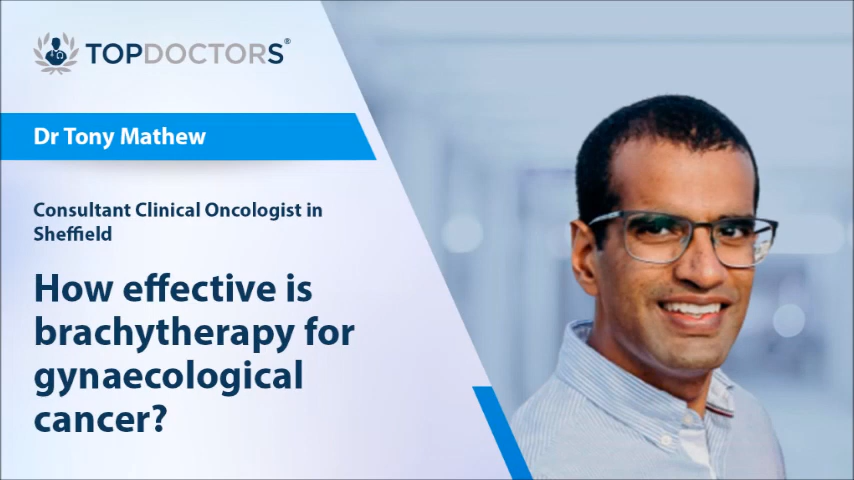 TOPDOCTORS®
Dr Tony Mathew
Consultant Clinical Oncologist in
Sheffield
How effective is
brachytherapy for
gynaecological
cancer?